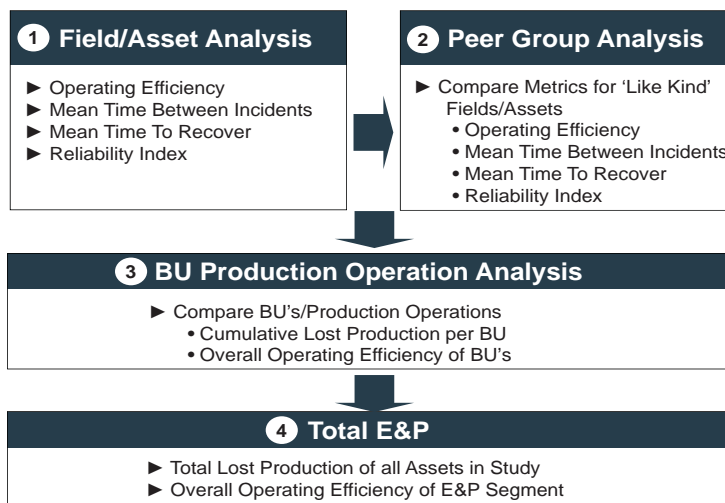 1 Field/Asset Analysis
► Operating Efficiency
► Mean Time Between Incidents
► Mean Time To Recover
► Reliability Index
2 Peer Group Analysis
► Compare Metrics for ‘Like Kind’
Fields/Assets
• Operating Efficiency
• Mean Time Between Incidents
• Mean Time To Recover
• Reliability Index
3 BU Production Operation Analysis
► Compare BU’s/Production Operations
• Cumulative Lost Production per BU
• Overall Operating Efficiency of BU’s
4 Total E&P
► Total Lost Production of all Assets in Study
► Overall Operating Efficiency of E&P Segment